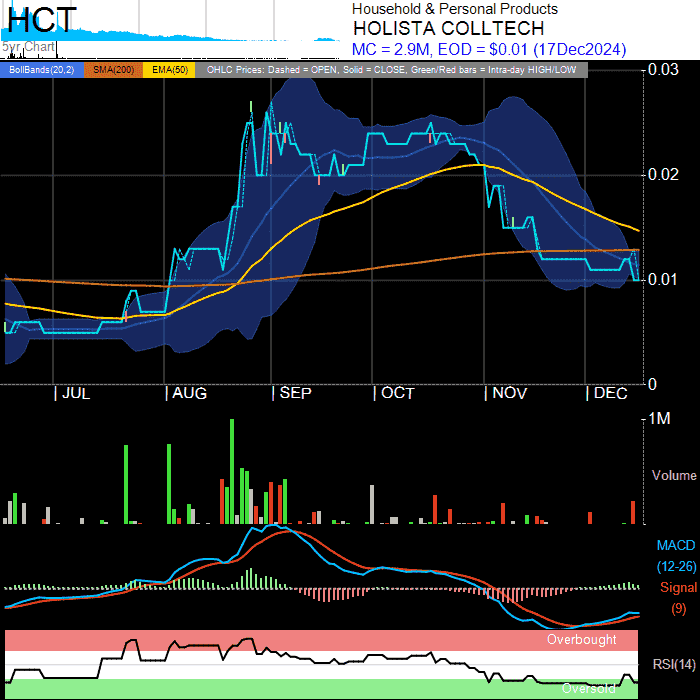 HCT
5yr Chart
Household & Personal Products
HOLISTA COLLTECH
MC = 2.9M, EOD = $0.01 (17Dec2024)
BollBands(20,2) SMA(200) EMA(50) OHLC Prices: Dashed = OPEN, Solid = CLOSE, Green/Red bars = Intra-day HIGH/LOW
0.03
0.02
0.01
0
| JUL | AUG | SEP | OCT | NOV | DEC
1M
Volume
MACD
(12-26)
Signal
(9)
Overbought
RSI(14)
Oversold